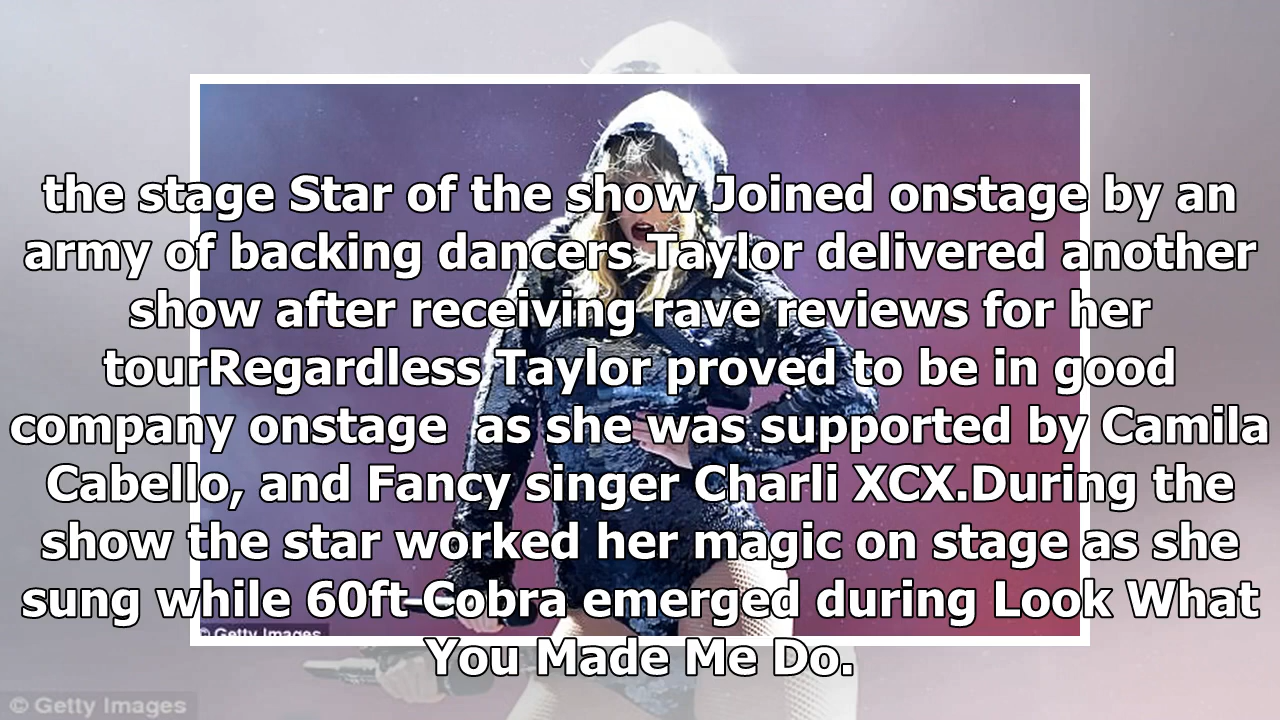 the stage Star of the show Joined onstage by an
army of backing dancers Taylor delivered another
show after receiving rave reviews for her
tourRegardless Taylor proved to be in good
company onstage  as she was supported by Camila
Cabello, and Fancy singer Charli XCX.During the
show the star worked her magic on stage as she
sung while 60ft Cobra emerged during Look What
© Getty Images
You Made Me Do.
© Getty Images